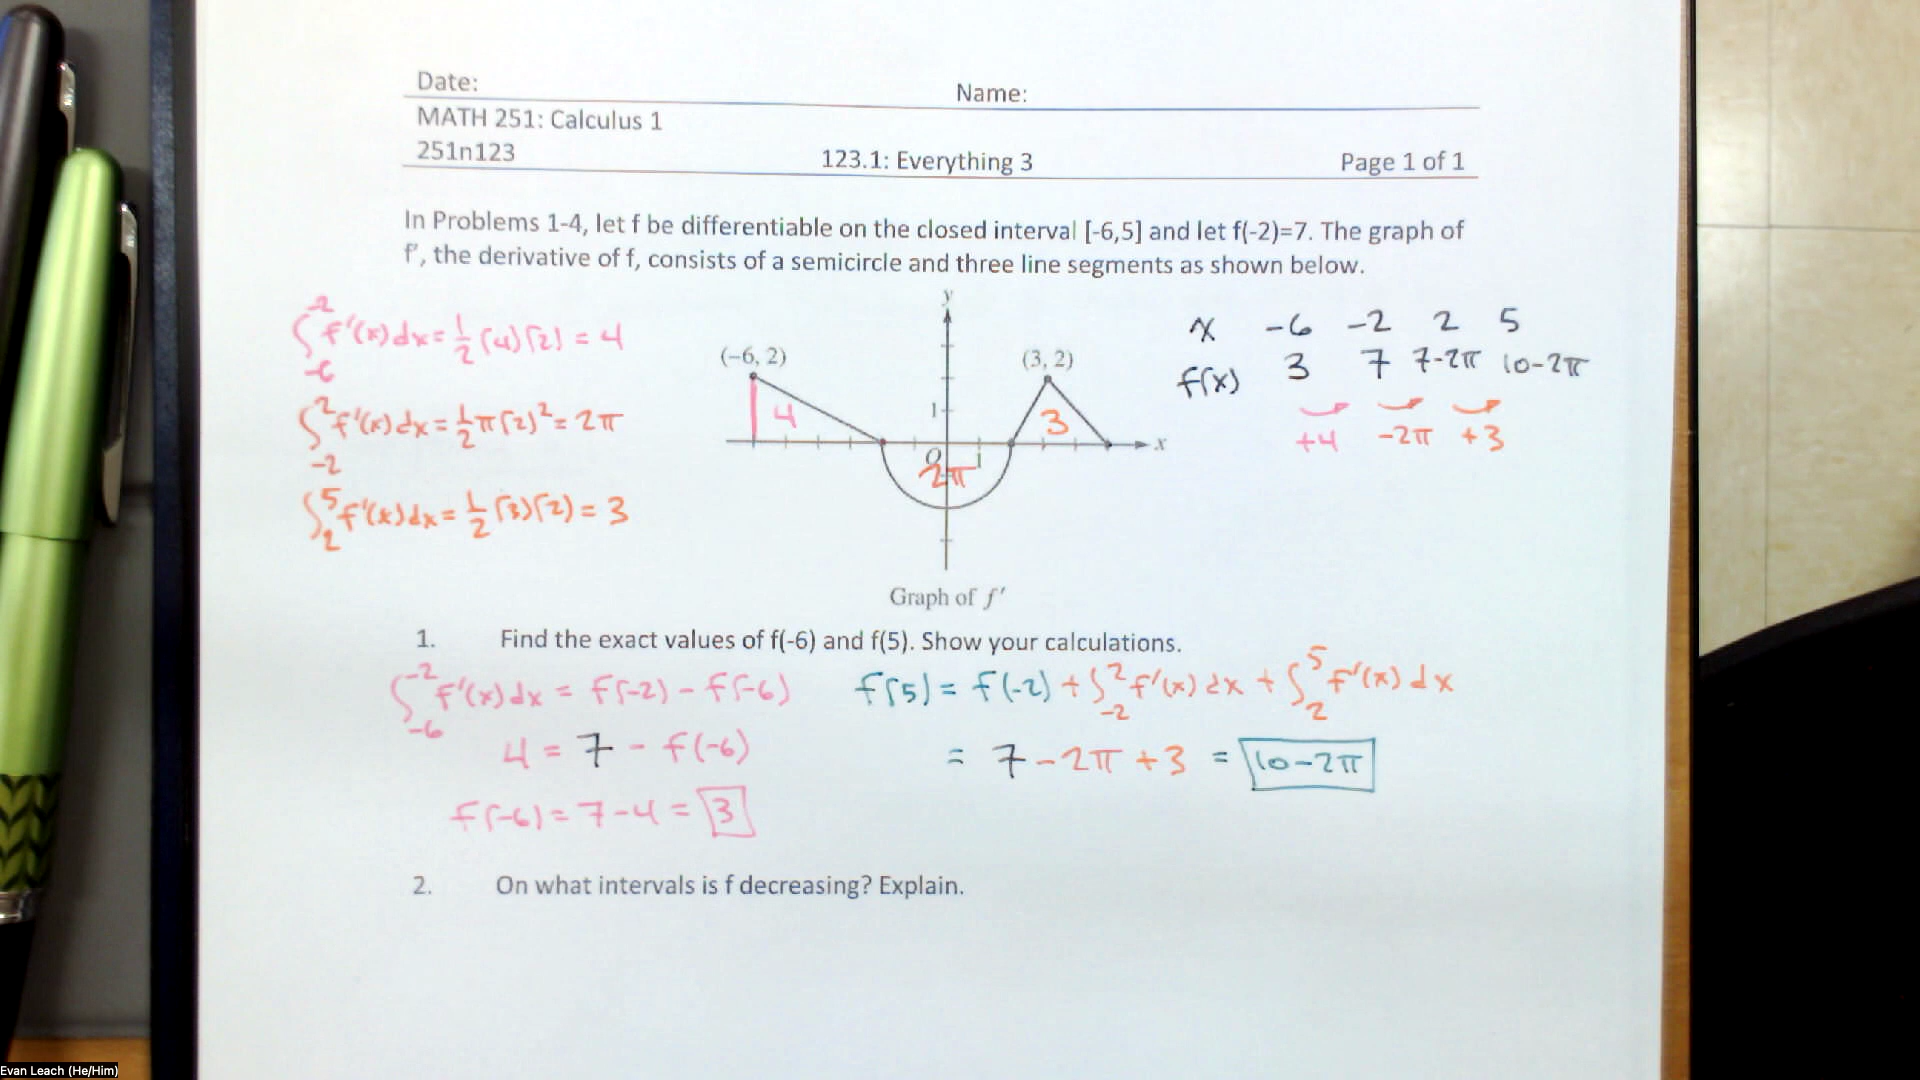 Date:
Name:
MATH 251: Calculus 1
251n123
123.1: Everything 3
Page 1 of 1
In Problems 1-4, let f be differentiable on the closed interval [-6,5] and let f(-2)=7. The graph of
f', the derivative of f, consists of a semicircle and three line segments as shown below.
∫_{-6}^{-2} f'(x)dx = 1/2 (4)(2) = 4
∫_{-2}^{2} f'(x)dx = 1/2 π(2)² = 2π
∫_{2}^{5} f'(x)dx = 1/2 (3)(2) = 3
y
(-6, 2)
(3, 2)
4
1
3
x
O
1
2π
Graph of f'
x -6 -2 2 5
f(x) 3 7 7-2π 10-2π
+4 -2π +3
1. Find the exact values of f(-6) and f(5). Show your calculations.
∫_{-6}^{-2} f'(x)dx = f(-2) - f(-6)
4 = 7 - f(-6)
f(-6) = 7-4 = 3
f(5) = f(-2) + ∫_{-2}^{2} f'(x)dx + ∫_{2}^{5} f'(x)dx
= 7-2π+3 = 10-2π
2. On what intervals is f decreasing? Explain.
Evan Leach (He/Him)